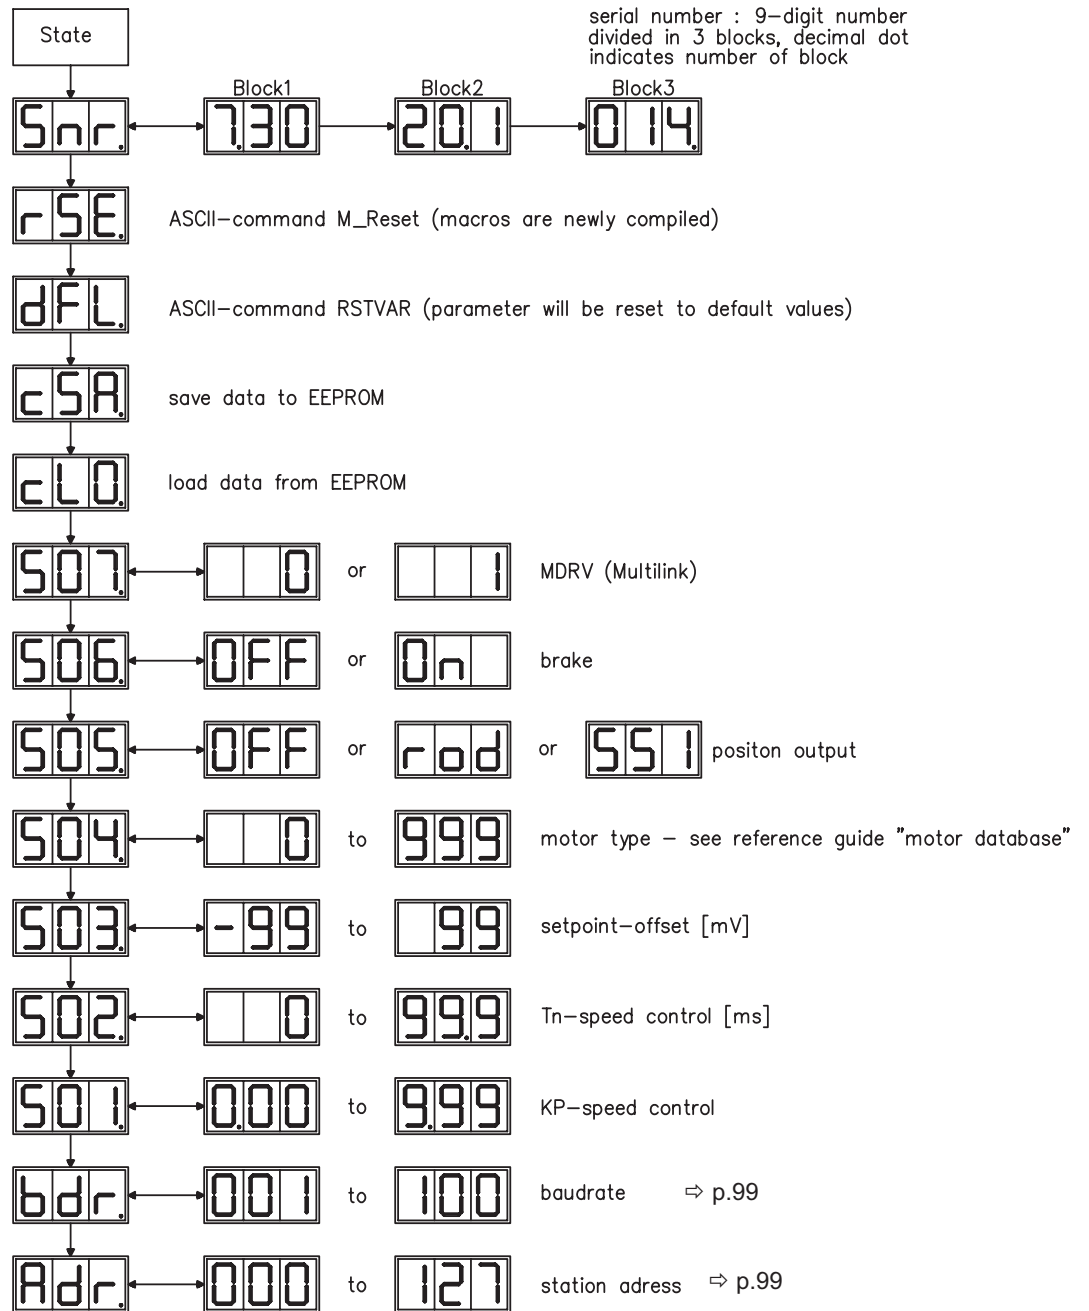 State
serial number : 9-digit number
divided in 3 blocks, decimal dot
indicates number of block
Block1 Block2 Block3
Snr. 7.30 20.1 014.
rSE. ASCII-command M_Reset (macros are newly compiled)
dFL. ASCII-command RSTVAR (parameter will be reset to default values)
cSA. save data to EEPROM
cL0. load data from EEPROM
S07. 0 or 1 MDRV (Multilink)
S06. OFF or On brake
S05. OFF or rod or SS1 positon output
S04. 0 to 999 motor type - see reference guide "motor database"
S03. -99 to 99 setpoint-offset [mV]
S02. 0 to 99.9 Tn-speed control [ms]
S01. 0.00 to 9.99 KP-speed control
bdr. 001 to 100 baudrate ⇨ p.99
Adr. 000 to 127 station adress ⇨ p.99